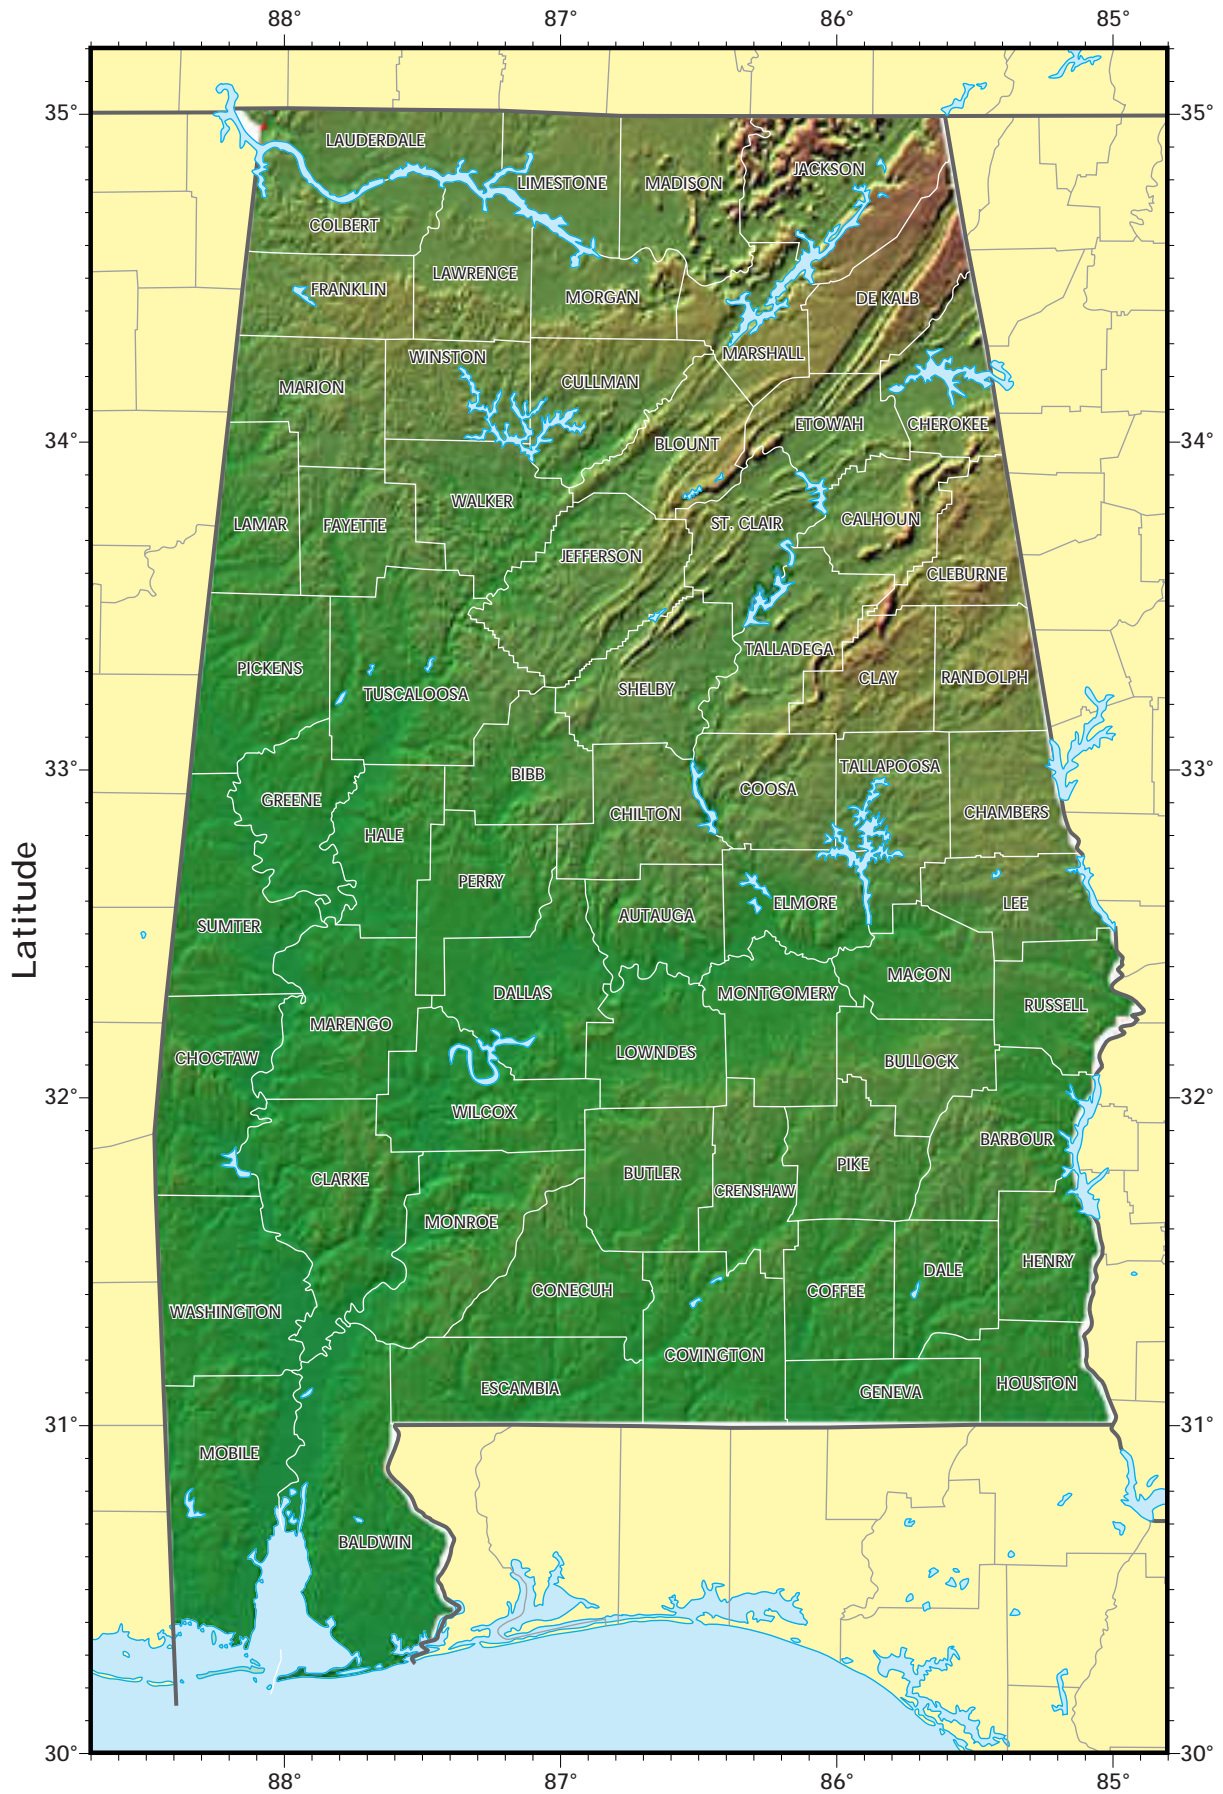 88° 87° 86° 85°
35° 35°
LAUDERDALE
JACKSON
LIMESTONE MADISON
COLBERT
LAWRENCE
FRANKLIN MORGAN DE KALB
WINSTON MARSHALL
MARION CULLMAN
34° ETOWAH CHEROKEE 34°
BLOUNT
WALKER
LAMAR FAYETTE ST. CLAIR CALHOUN
JEFFERSON
CLEBURNE
TALLADEGA
PICKENS CLAY RANDOLPH
TUSCALOOSA SHELBY
33° BIBB TALLAPOOSA 33°
GREENE COOSA
CHILTON CHAMBERS
HALE
Latitude
PERRY
AUTAUGA ELMORE LEE
SUMTER
MACON
DALLAS MONTGOMERY
RUSSELL
MARENGO
CHOCTAW LOWNDES BULLOCK
32° 32°
WILCOX
BARBOUR
CLARKE BUTLER PIKE
CRENSHAW
MONROE
CONECUH COFFEE DALE HENRY
WASHINGTON
COVINGTON
ESCAMBIA GENEVA HOUSTON
31° 31°
MOBILE
BALDWIN
30° 30°
88° 87° 86° 85°